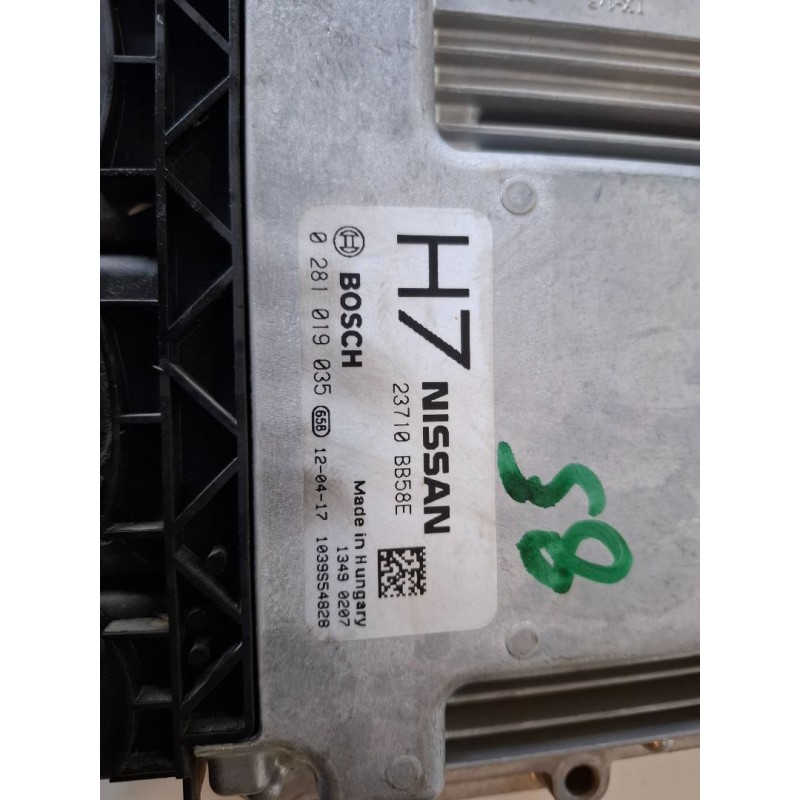 H7
NISSAN
23710 BB58E
BOSCH
0 281 019 035 658 12-04-17 1039S54828
Made in Hungary
1349 0207